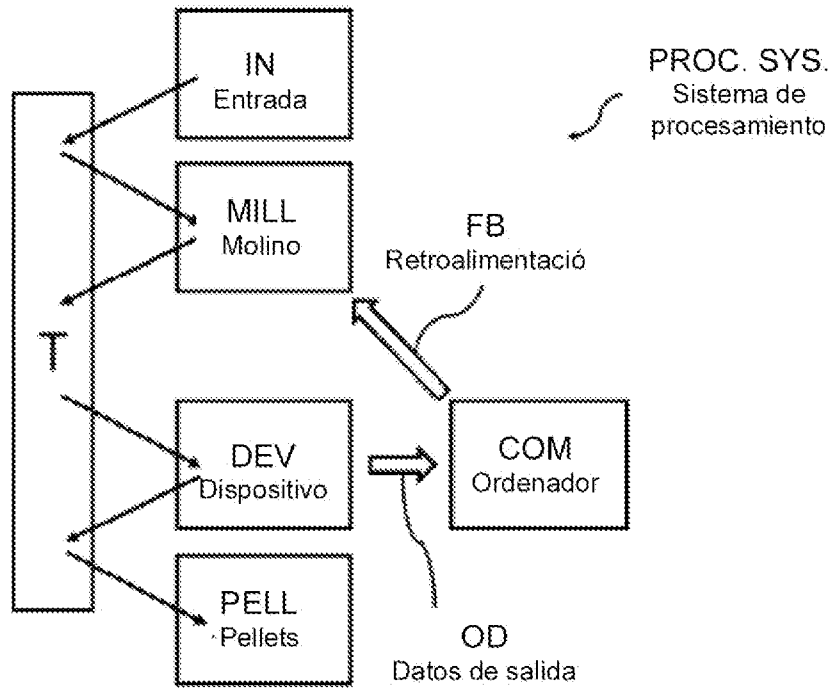 IN
Entrada
PROC. SYS.
Sistema de
procesamiento
MILL
Molino
FB
Retroalimentació
T
DEV
Dispositivo
COM
Ordenador
PELL
Pellets
OD
Datos de salida